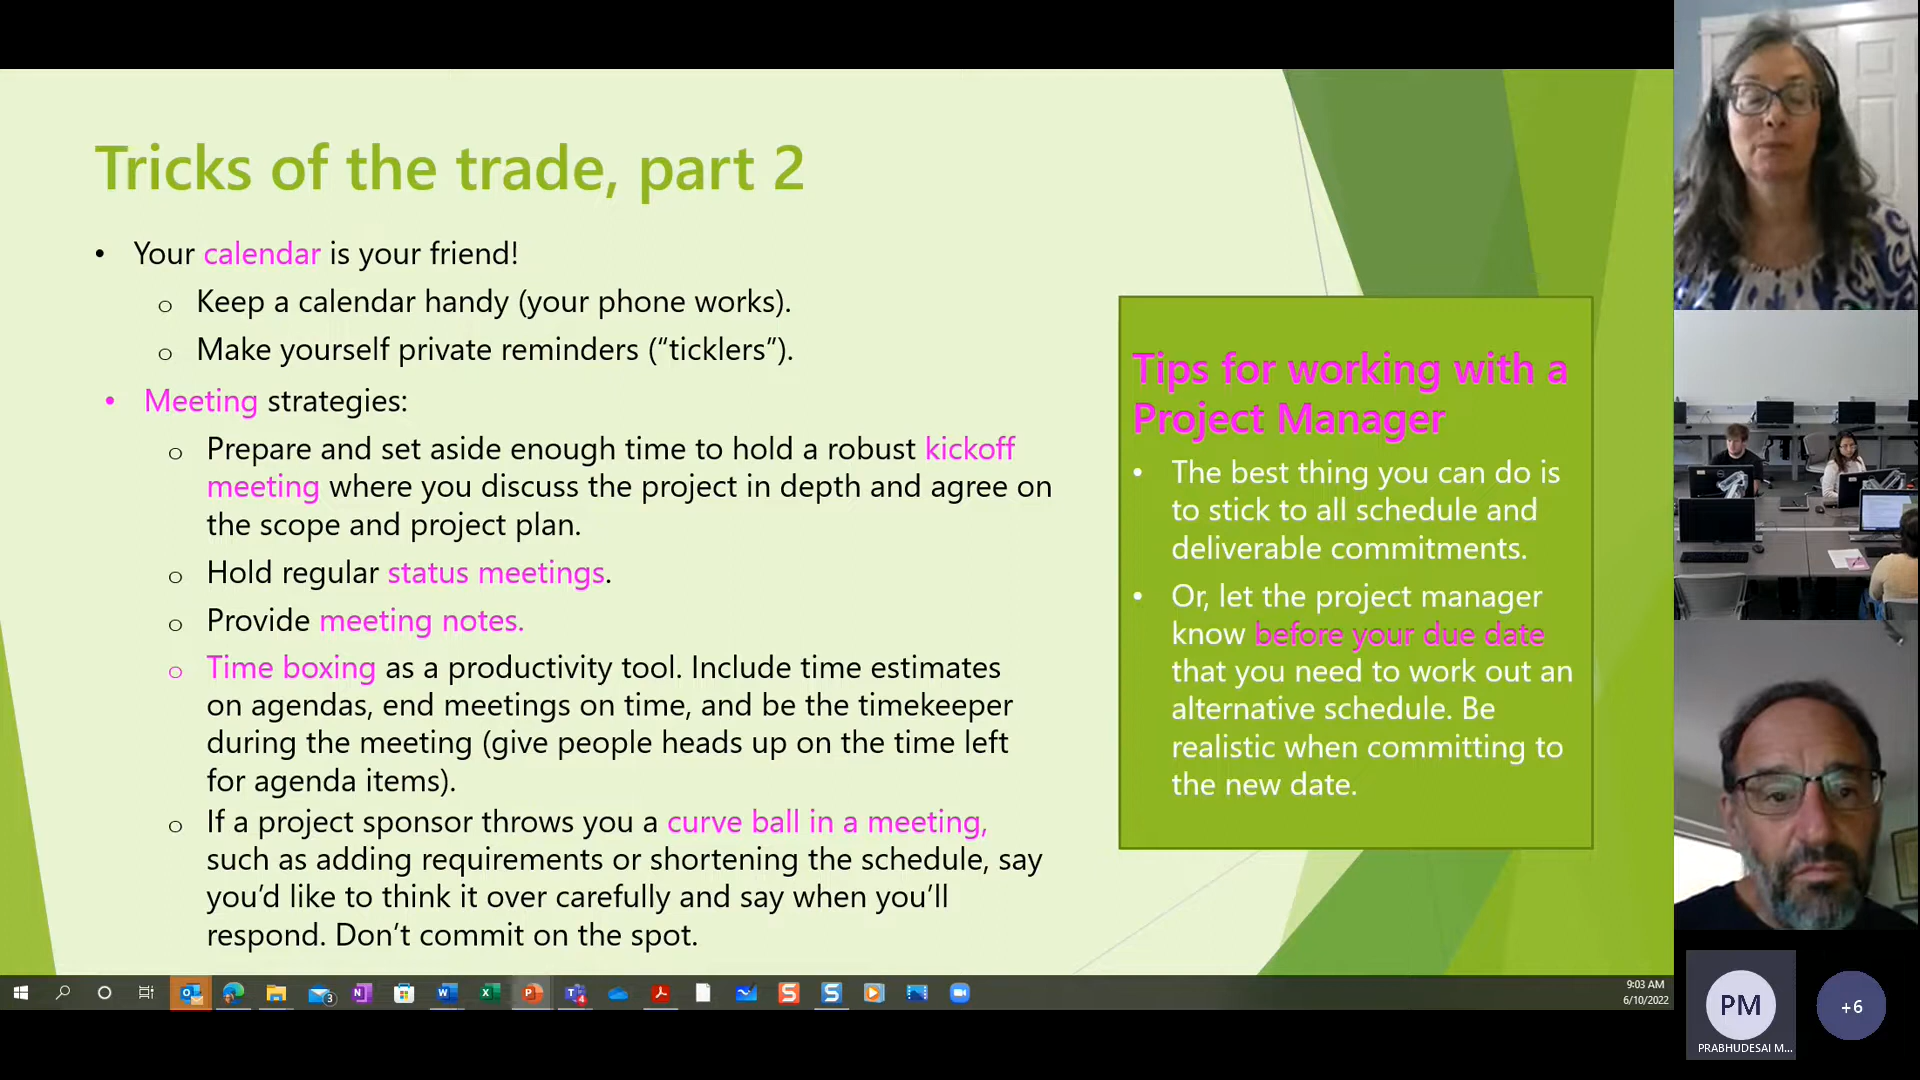 Tricks of the trade, part 2
• Your calendar is your friend!
o Keep a calendar handy (your phone works).
o Make yourself private reminders (“ticklers”).
• Meeting strategies:
o Prepare and set aside enough time to hold a robust kickoff
meeting where you discuss the project in depth and agree on
the scope and project plan.
o Hold regular status meetings.
o Provide meeting notes.
o Time boxing as a productivity tool. Include time estimates
on agendas, end meetings on time, and be the timekeeper
during the meeting (give people heads up on the time left
for agenda items).
o If a project sponsor throws you a curve ball in a meeting,
such as adding requirements or shortening the schedule, say
you’d like to think it over carefully and say when you’ll
respond. Don’t commit on the spot.
Tips for working with a
Project Manager
• The best thing you can do is
to stick to all schedule and
deliverable commitments.
• Or, let the project manager
know before your due date
that you need to work out an
alternative schedule. Be
realistic when committing to
the new date.
9:03 AM
6/10/2022
PM
PRABHUDESAI M...
+6